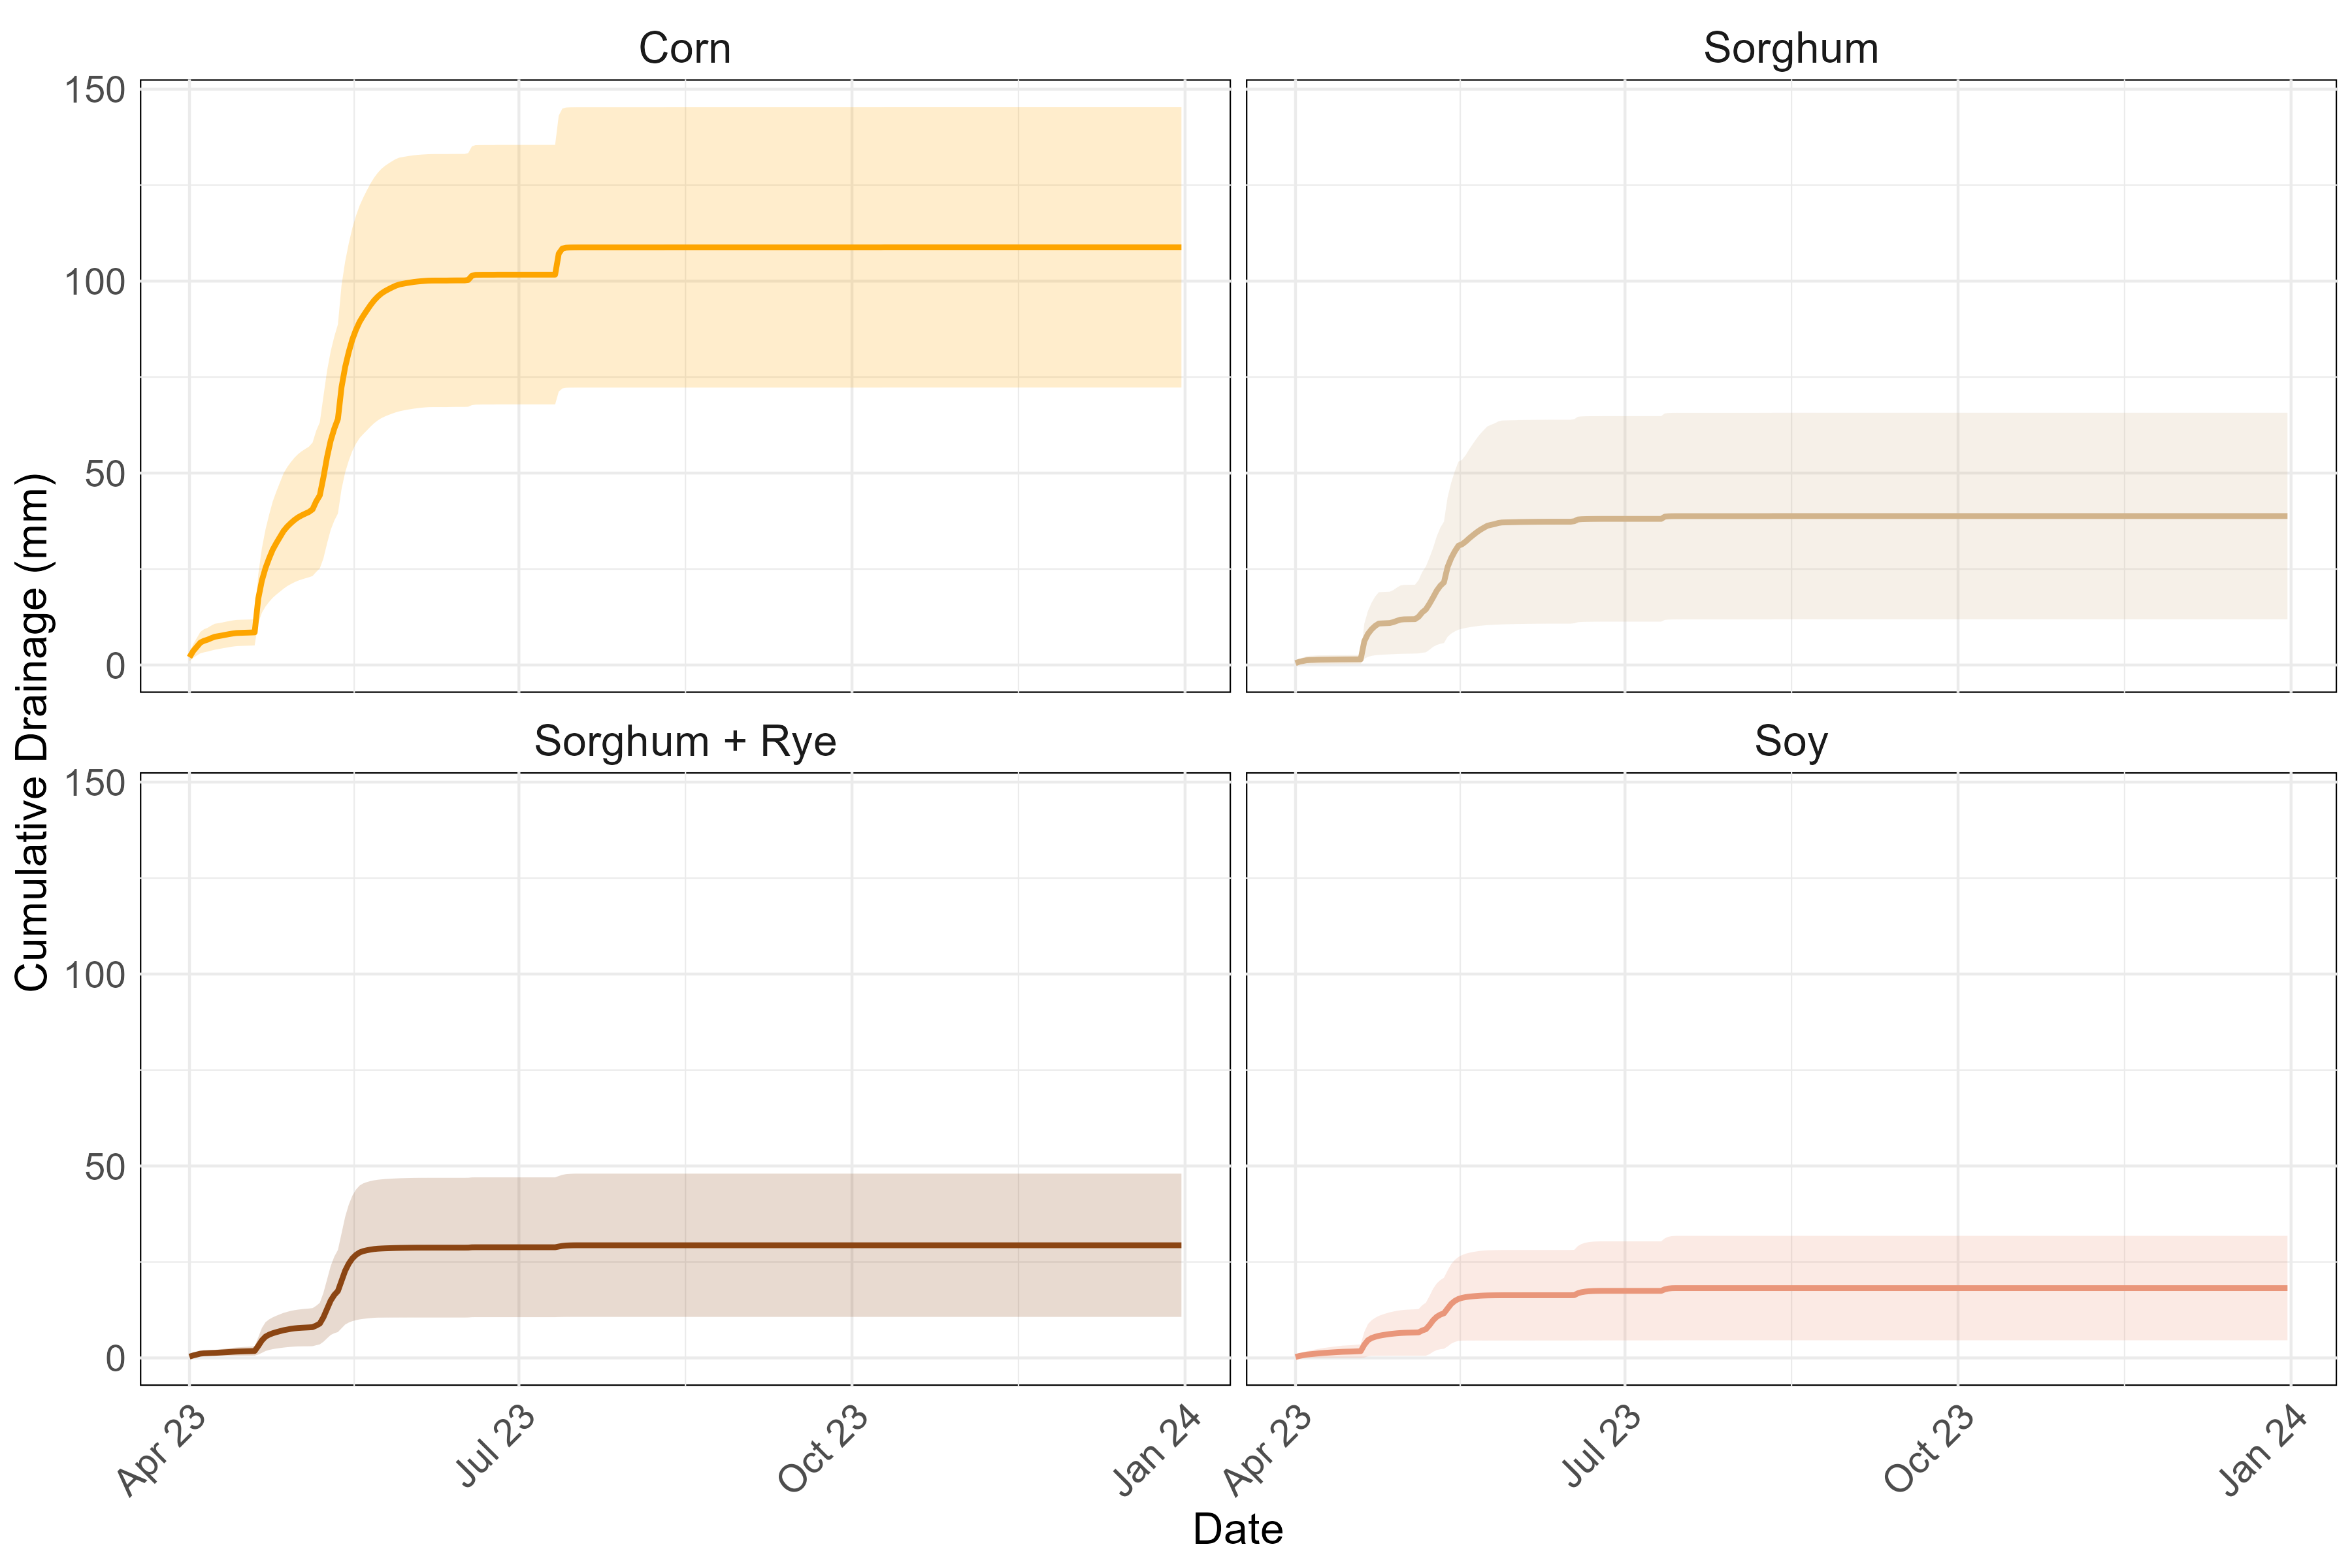 Corn
Sorghum
150
100
50
0
Sorghum + Rye
Soy
150
100
50
0
Cumulative Drainage (mm)
Apr 23
Jul 23
Oct 23
Jan 24
Apr 23
Jul 23
Oct 23
Jan 24
Date